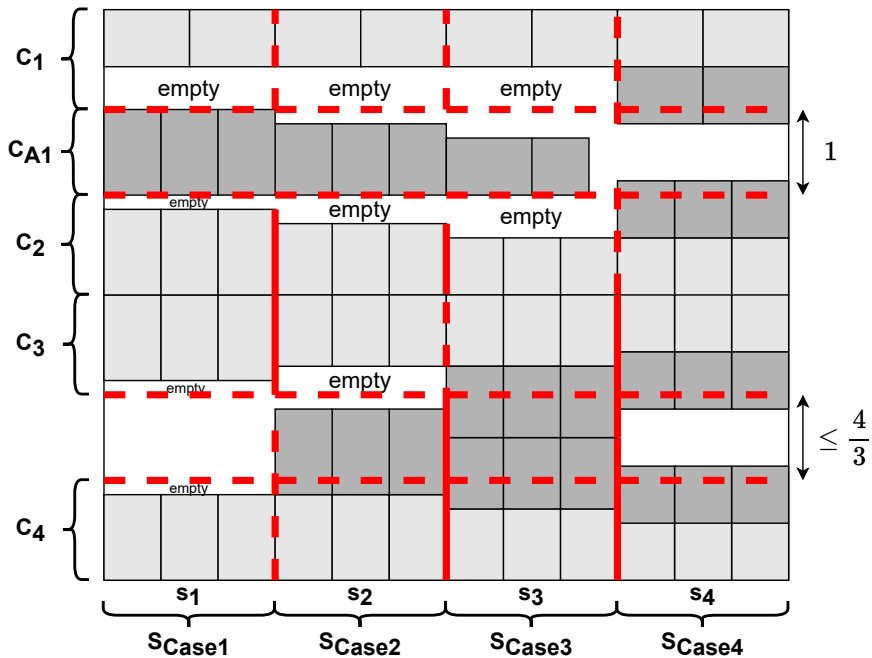 C1
empty empty empty
CA1
1
empty
empty
empty
C2
C3
empty
empty
≤ 4/3
empty
C4
s1 s2 s3 s4
SCase1 SCase2 SCase3 SCase4